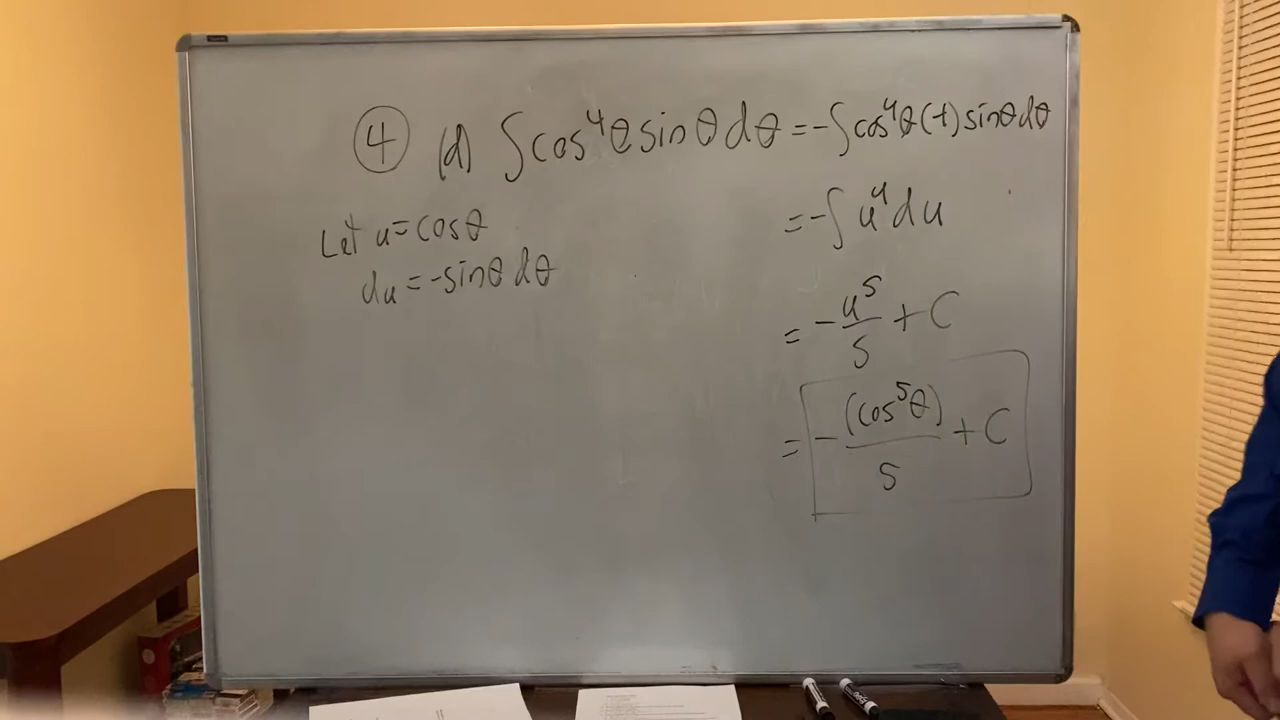 ④ (d) ∫cos⁴θ sinθ dθ = -∫cos⁴θ(-1) sinθ dθ
Let u = cosθ
du = -sinθ dθ
= -∫u⁴ du
= -u⁵/5 + C
= -(cos⁵θ)/5 + C